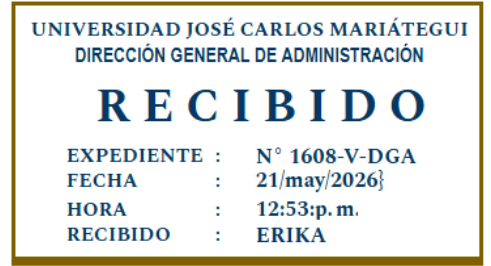 UNIVERSIDAD JOSÉ CARLOS MARIÁTEGUI
DIRECCIÓN GENERAL DE ADMINISTRACIÓN
RECIBIDO
EXPEDIENTE : N° 1608-V-DGA
FECHA : 21/may/2026}
HORA : 12:53:p. m.
RECIBIDO : ERIKA